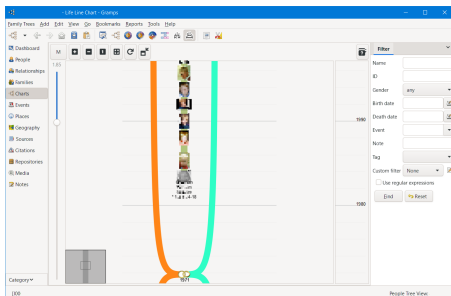 - Life Line Chart - Gramps
Family Trees Add Edit View Go Bookmarks Reports Tools Help
Dashboard
People
Relationships
Families
Charts
Events
Places
Geography
Sources
Citations
Repositories
Media
Notes
Category
M
1990
1980
1971
Filter
Name
ID
Gender any
Birth date
Death date
Event
Note
Tag
Custom filter None
Use regular expressions
Find Reset
People Tree View.